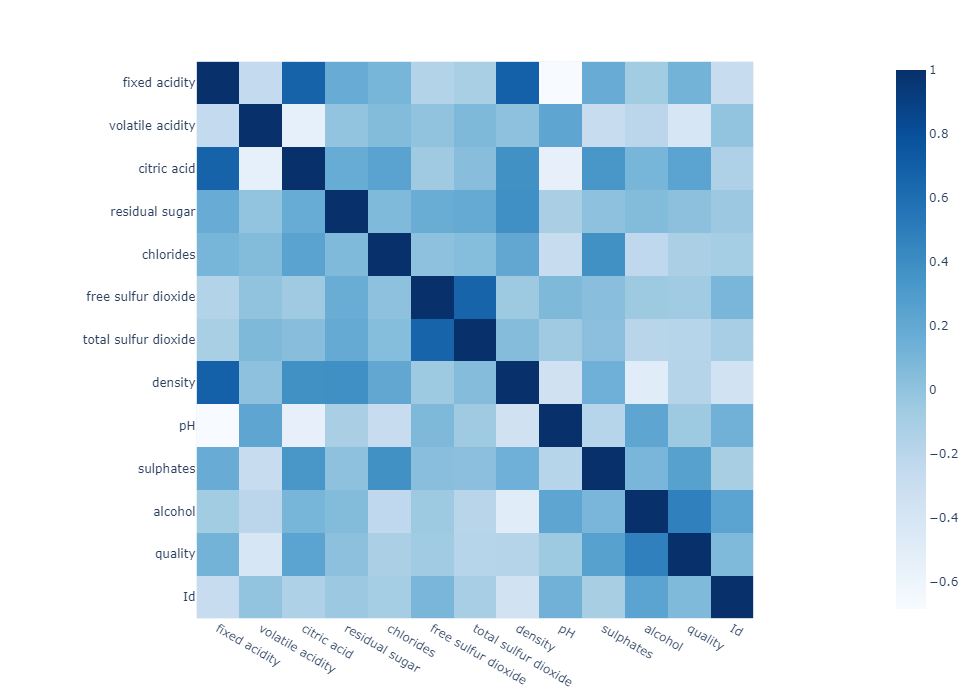 fixed acidity
volatile acidity
citric acid
residual sugar
chlorides
free sulfur dioxide
total sulfur dioxide
density
pH
sulphates
alcohol
quality
Id
fixed acidity
volatile acidity
citric acid
residual sugar
chlorides
free sulfur dioxide
total sulfur dioxide
density
pH
sulphates
alcohol
quality
Id
1
0.8
0.6
0.4
0.2
0
−0.2
−0.4
−0.6